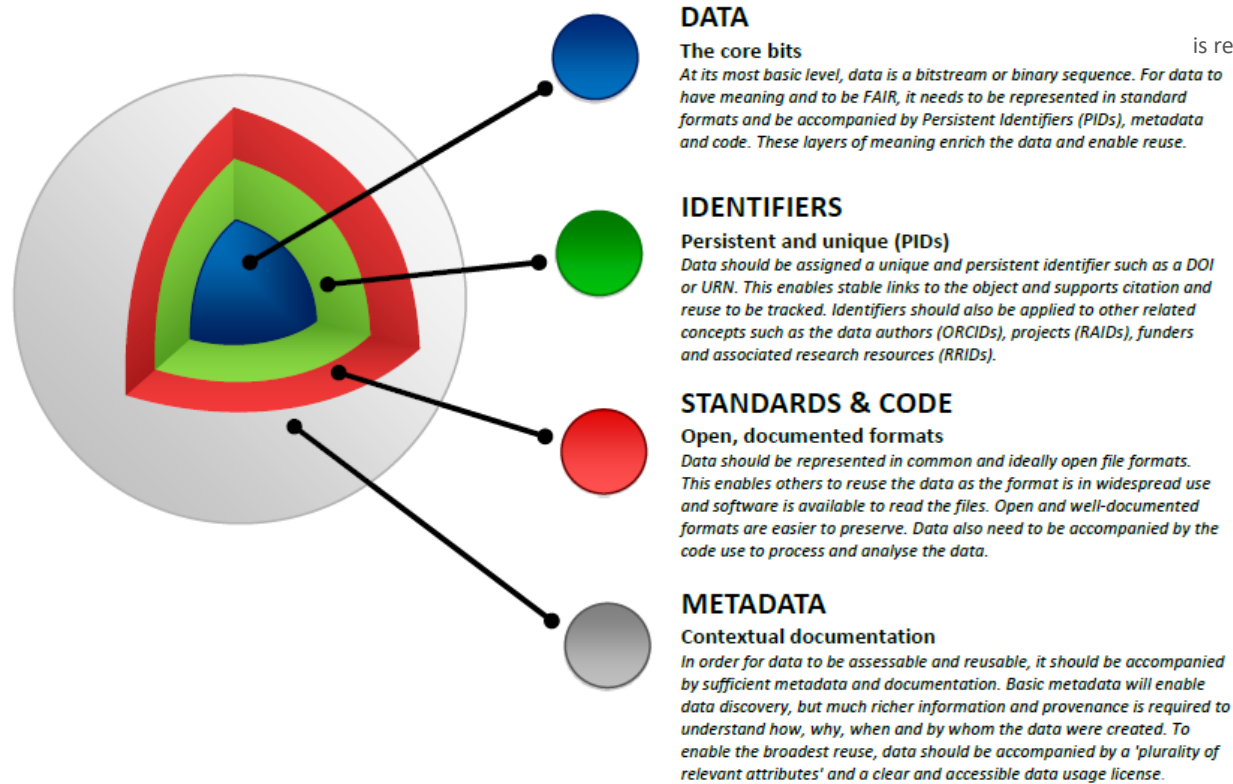 DATA
The core bits
is re
At its most basic level, data is a bitstream or binary sequence. For data to
have meaning and to be FAIR, it needs to be represented in standard
formats and be accompanied by Persistent Identifiers (PIDs), metadata
and code. These layers of meaning enrich the data and enable reuse.
IDENTIFIERS
Persistent and unique (PIDs)
Data should be assigned a unique and persistent identifier such as a DOI
or URN. This enables stable links to the object and supports citation and
reuse to be tracked. Identifiers should also be applied to other related
concepts such as the data authors (ORCIDs), projects (RAIDs), funders
and associated research resources (RRIDs).
STANDARDS & CODE
Open, documented formats
Data should be represented in common and ideally open file formats.
This enables others to reuse the data as the format is in widespread use
and software is available to read the files. Open and well-documented
formats are easier to preserve. Data also need to be accompanied by the
code use to process and analyse the data.
METADATA
Contextual documentation
In order for data to be assessable and reusable, it should be accompanied
by sufficient metadata and documentation. Basic metadata will enable
data discovery, but much richer information and provenance is required to
understand how, why, when and by whom the data were created. To
enable the broadest reuse, data should be accompanied by a 'plurality of
relevant attributes' and a clear and accessible data usage license.